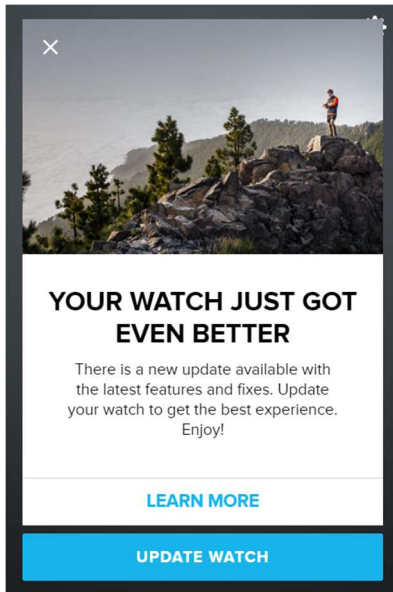 YOUR WATCH JUST GOT
EVEN BETTER
There is a new update available with
the latest features and fixes. Update
your watch to get the best experience.
Enjoy!
LEARN MORE
UPDATE WATCH